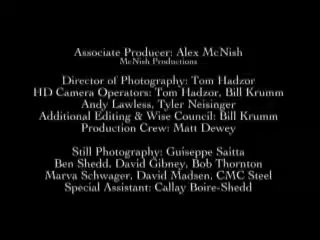 Associate Producer: Alex McNish
McNish Productions
Director of Photography: Tom Hadzor
HD Camera Operators: Tom Hadzor, Bill Krumm
Andy Lawless, Tyler Neisinger
Additional Editing & Wise Council: Bill Krumm
Production Crew: Matt Dewey
Still Photography: Guiseppe Saitta
Ben Shedd, David Gibney, Bob Thornton
Marva Schwager, David Madsen, CMC Steel
Special Assistant: Callay Boire-Shedd